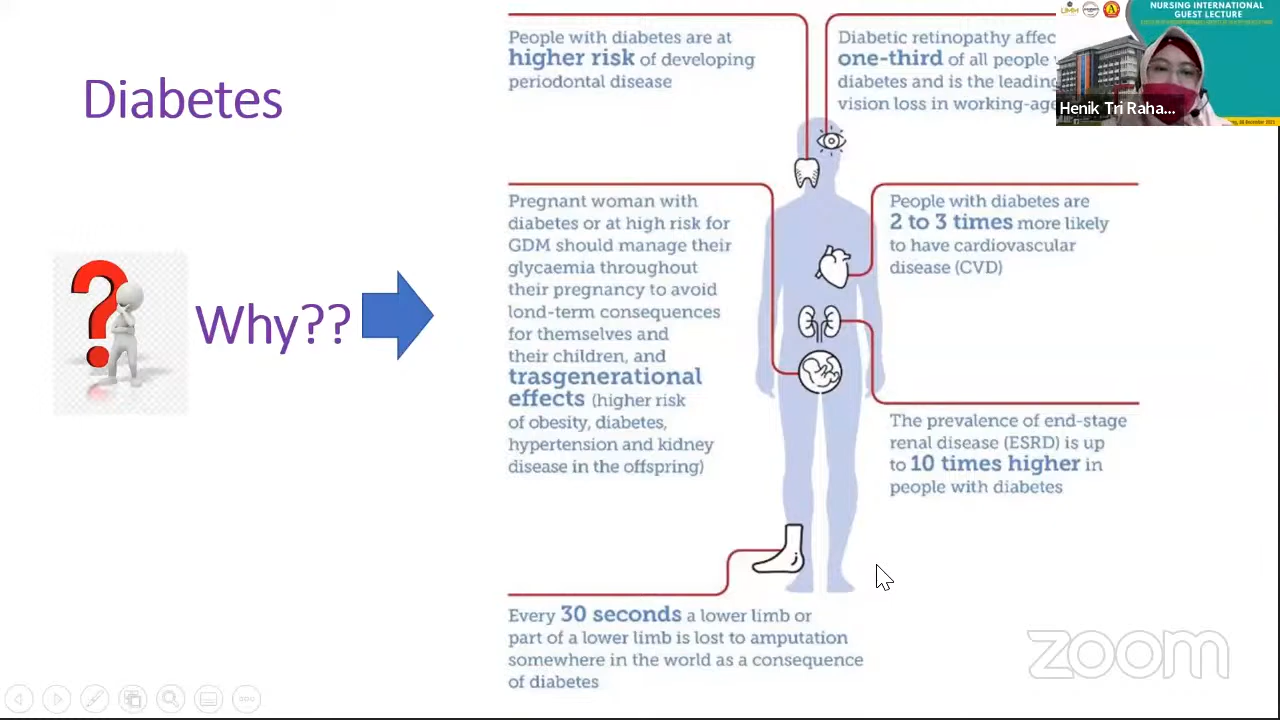 Diabetes
Why??
People with diabetes are at
higher risk of developing
periodontal disease
Diabetic retinopathy affec
one-third of all people
diabetes and is the leading
vision loss in working-age
Pregnant woman with
diabetes or at high risk for
GDM should manage their
glycaemia throughout
their pregnancy to avoid
lond-term consequences
for themselves and
their children, and
trasgenerational
effects (higher risk
of obesity, diabetes,
hypertension and kidney
disease in the offspring)
People with diabetes are
2 to 3 times more likely
to have cardiovascular
disease (CVD)
The prevalence of end-stage
renal disease (ESRD) is up
to 10 times higher in
people with diabetes
Every 30 seconds a lower limb or
part of a lower limb is lost to amputation
somewhere in the world as a consequence
of diabetes
NURSING INTERNATIONAL
GUEST LECTURE
Henik Tri Raha...
zoom